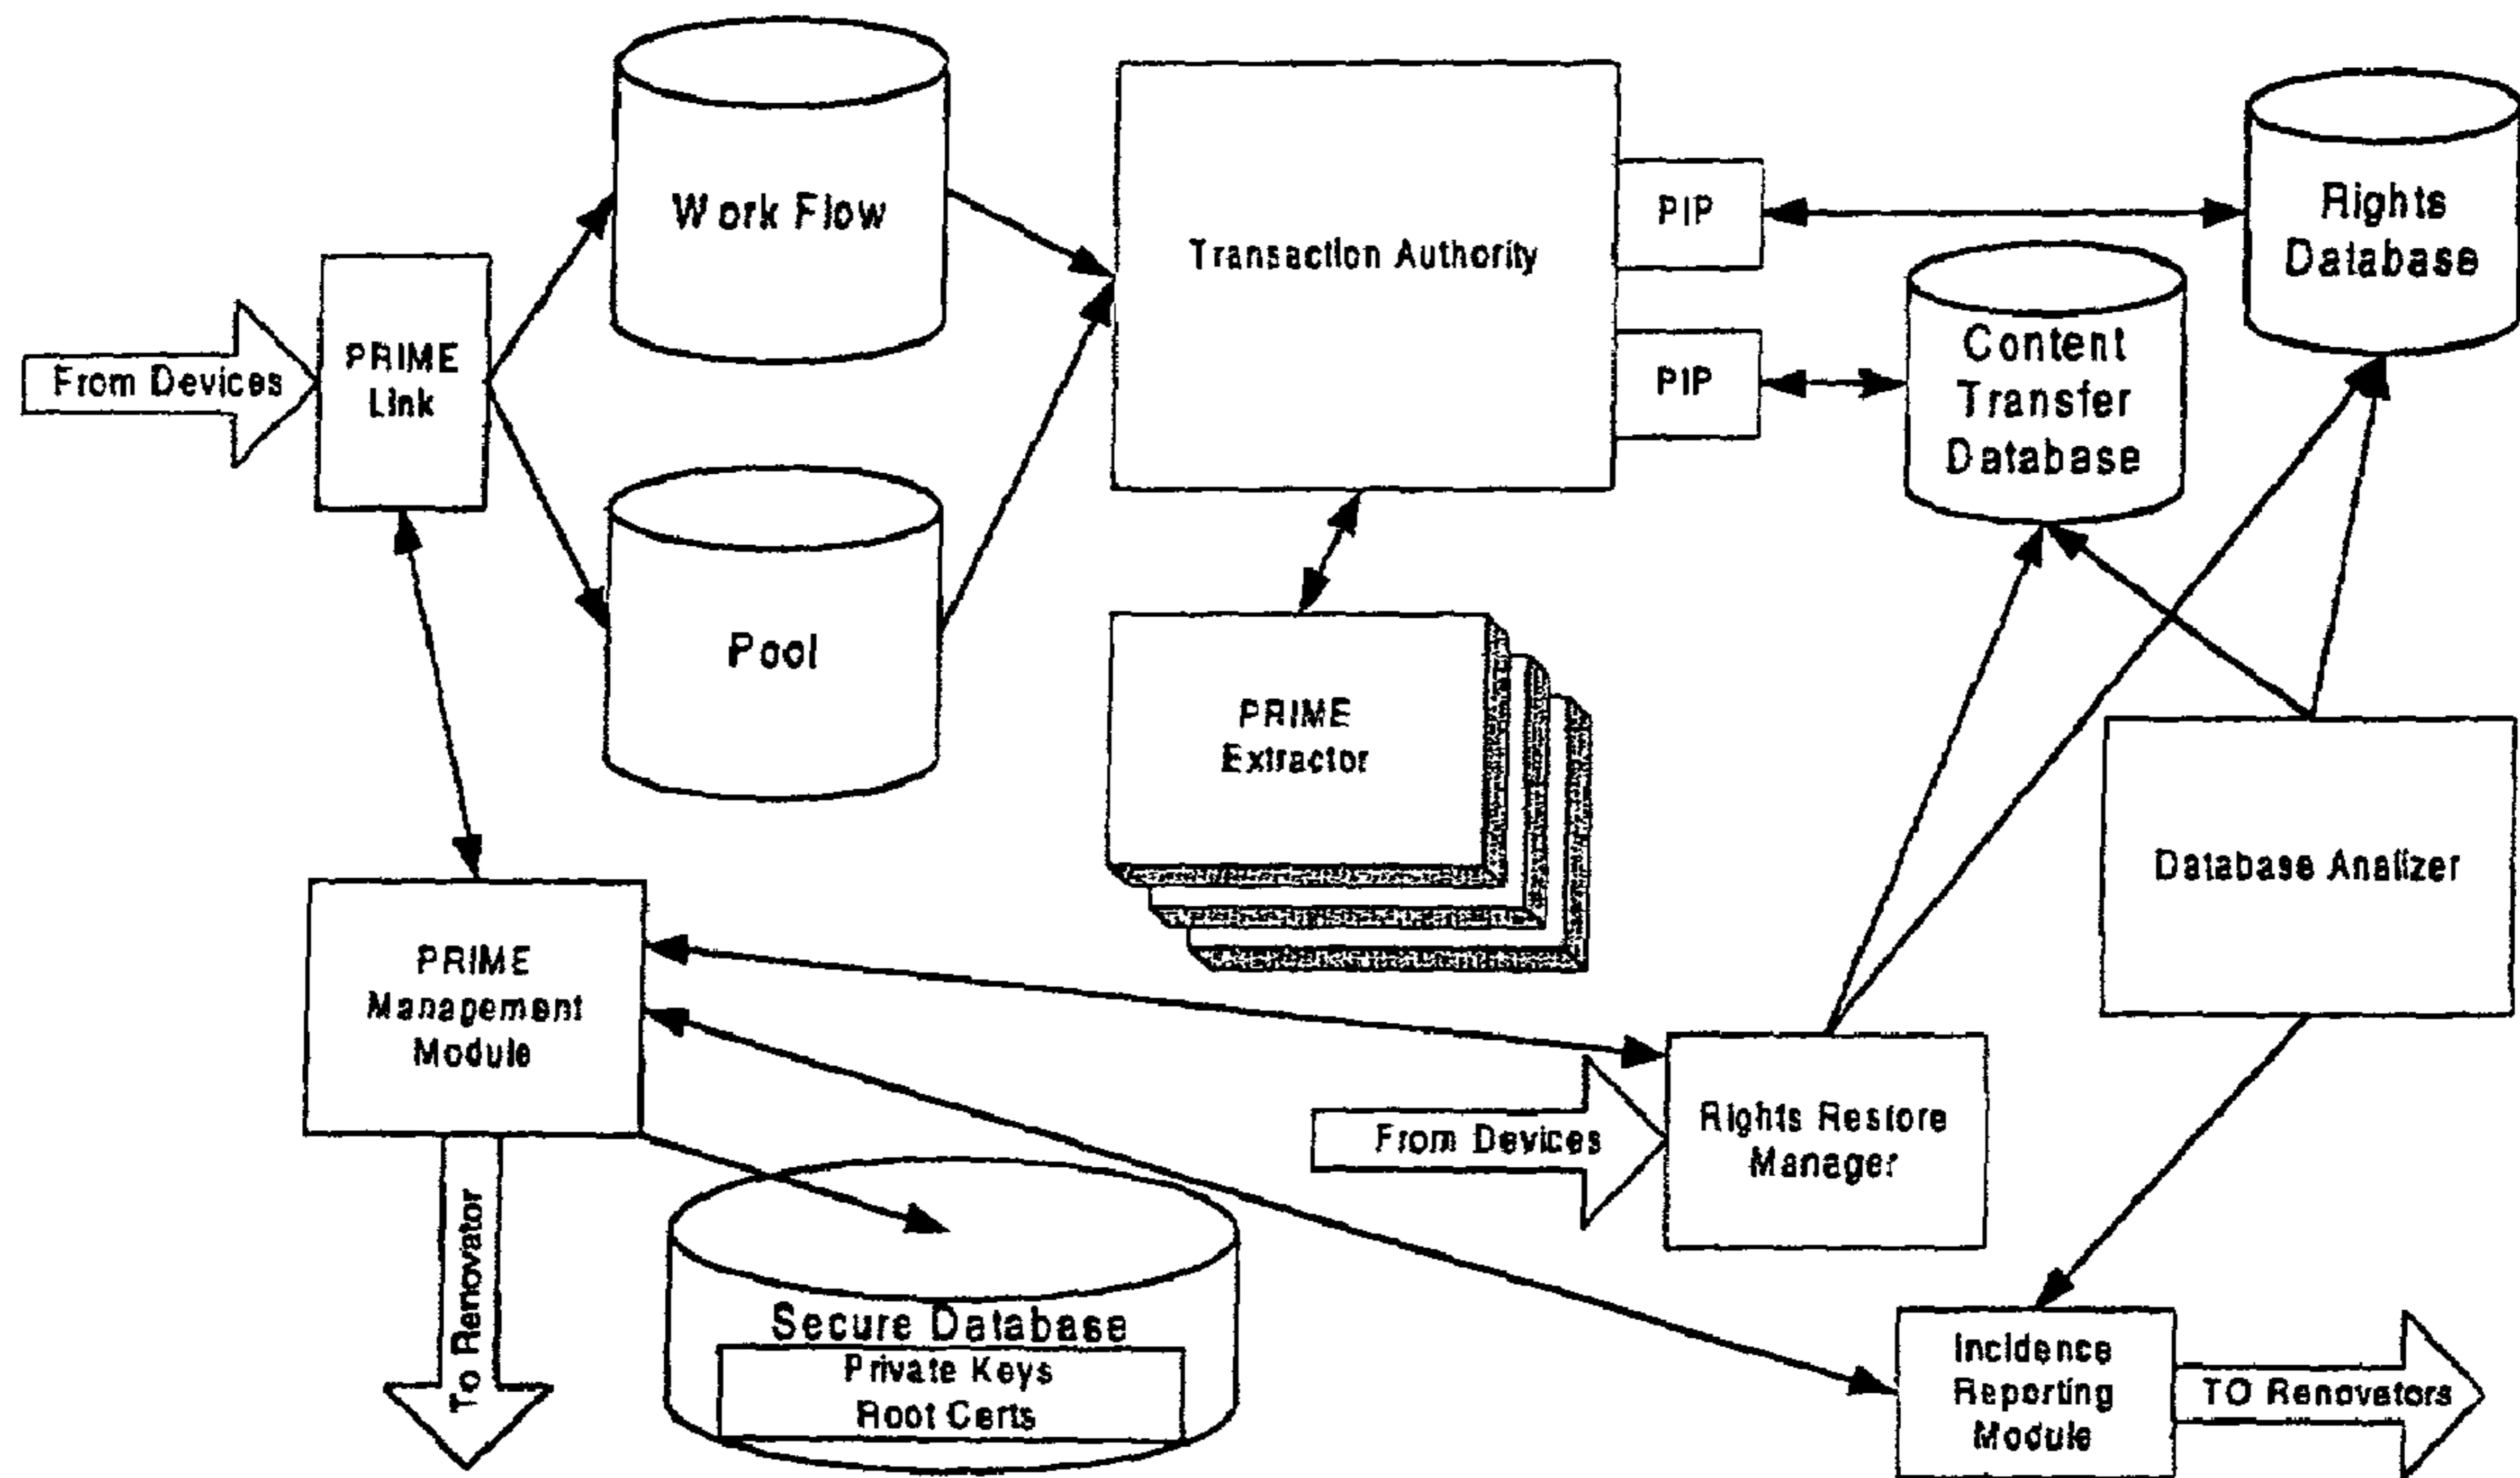 Work Flow
Transaction Authority
PIP
Rights
Database
From Devices
PRIME
Link
PIP
Content
Transfer
Database
Pool
PRIME
Extractor
Database Analizer
PRIME
Management
Module
From Devices
Rights Restore
Manager
To Renovator
Secure Database
Private Keys
Root Certs
Incidence
Reporting
Module
TO Renovators